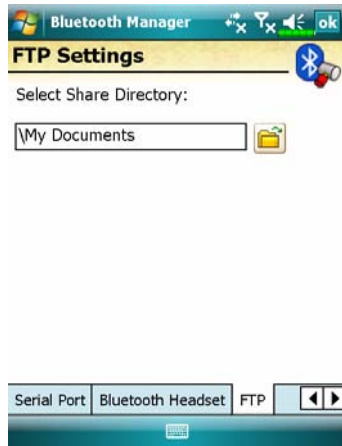 Bluetooth Manager ok
FTP Settings
Select Share Directory:
\My Documents
Serial Port Bluetooth Headset FTP